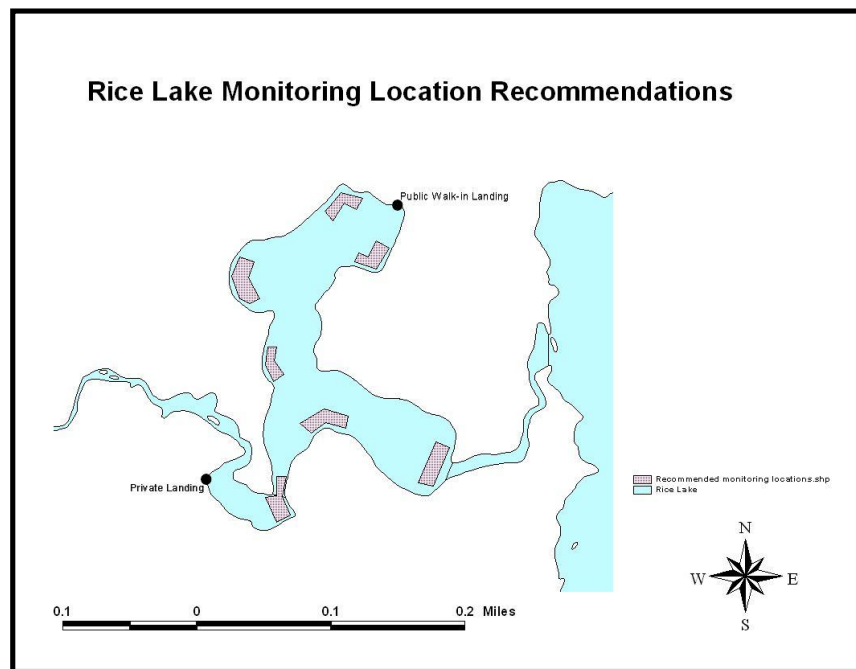 Rice Lake Monitoring Location Recommendations
Public Walk-in Landing
Private Landing
Recommended monitoring locations.shp
Rice Lake
N
W E
S
0.1 0 0.1 0.2 Miles